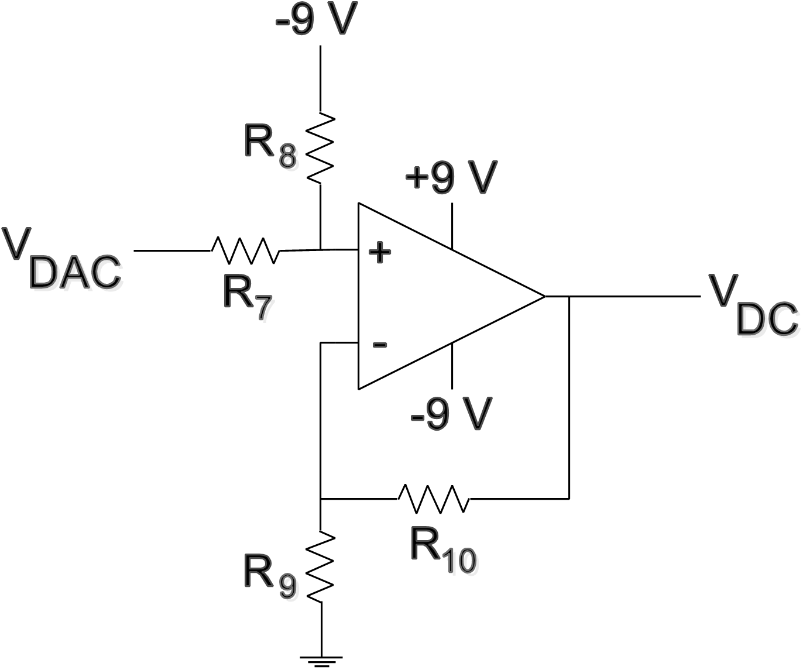 -9 V
R8
+9 V
VDAC
+
R7
VDC
-
-9 V
R10
R9